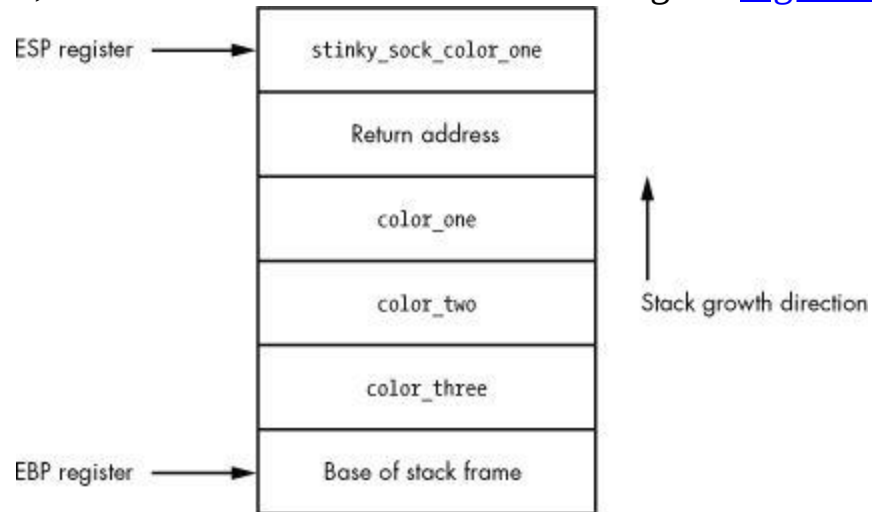 ESP register
stinky_sock_color_one
Return address
color_one
color_two
Stack growth direction
color_three
EBP register
Base of stack frame